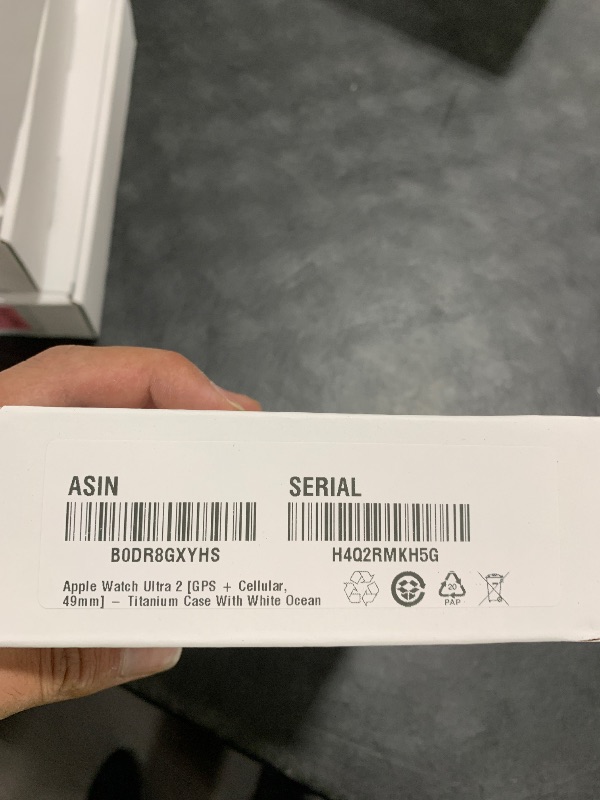 ASIN
B0DR8GXYHS
SERIAL
H4Q2RMKH5G
Apple Watch Ultra 2 [GPS + Cellular,
49mm] – Titanium Case With White Ocean
20
PAP